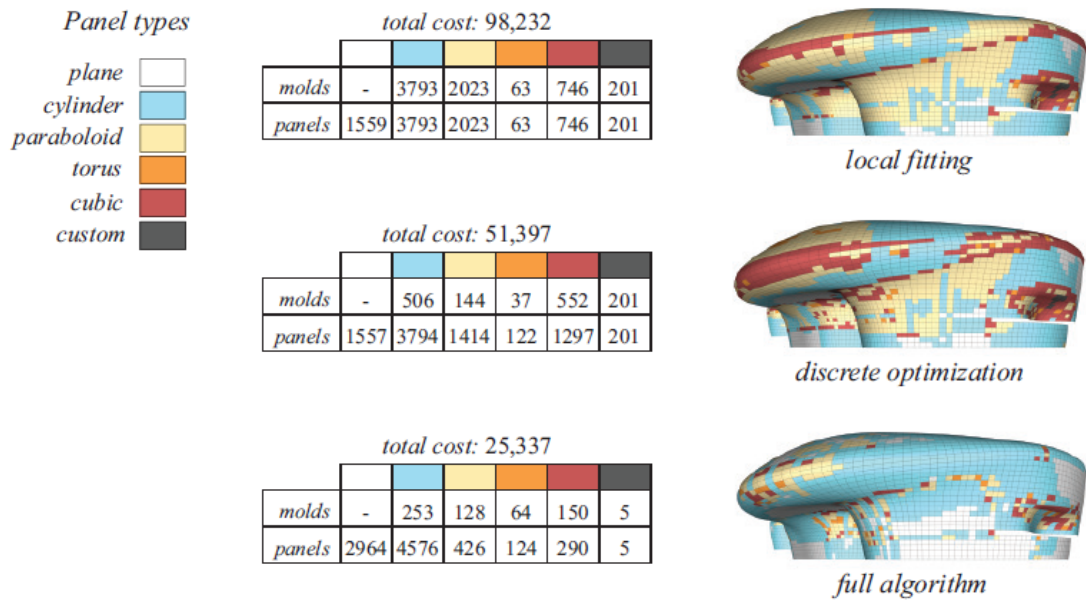 Panel types
plane
cylinder
paraboloid
torus
cubic
custom
total cost: 98,232
molds - 3793 2023 63 746 201
panels 1559 3793 2023 63 746 201
local fitting
total cost: 51,397
molds - 506 144 37 552 201
panels 1557 3794 1414 122 1297 201
discrete optimization
total cost: 25,337
molds - 253 128 64 150 5
panels 2964 4576 426 124 290 5
full algorithm